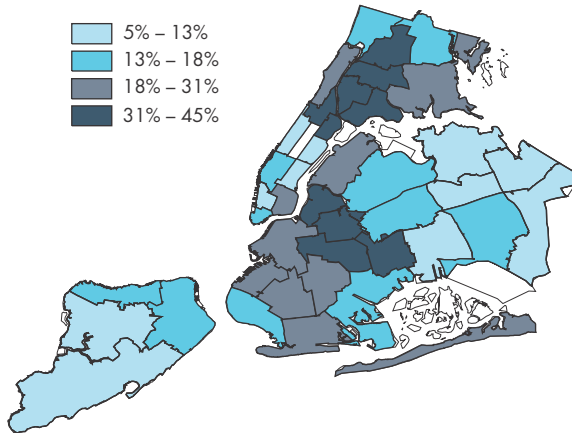 5% – 13%
13% – 18%
18% – 31%
31% – 45%